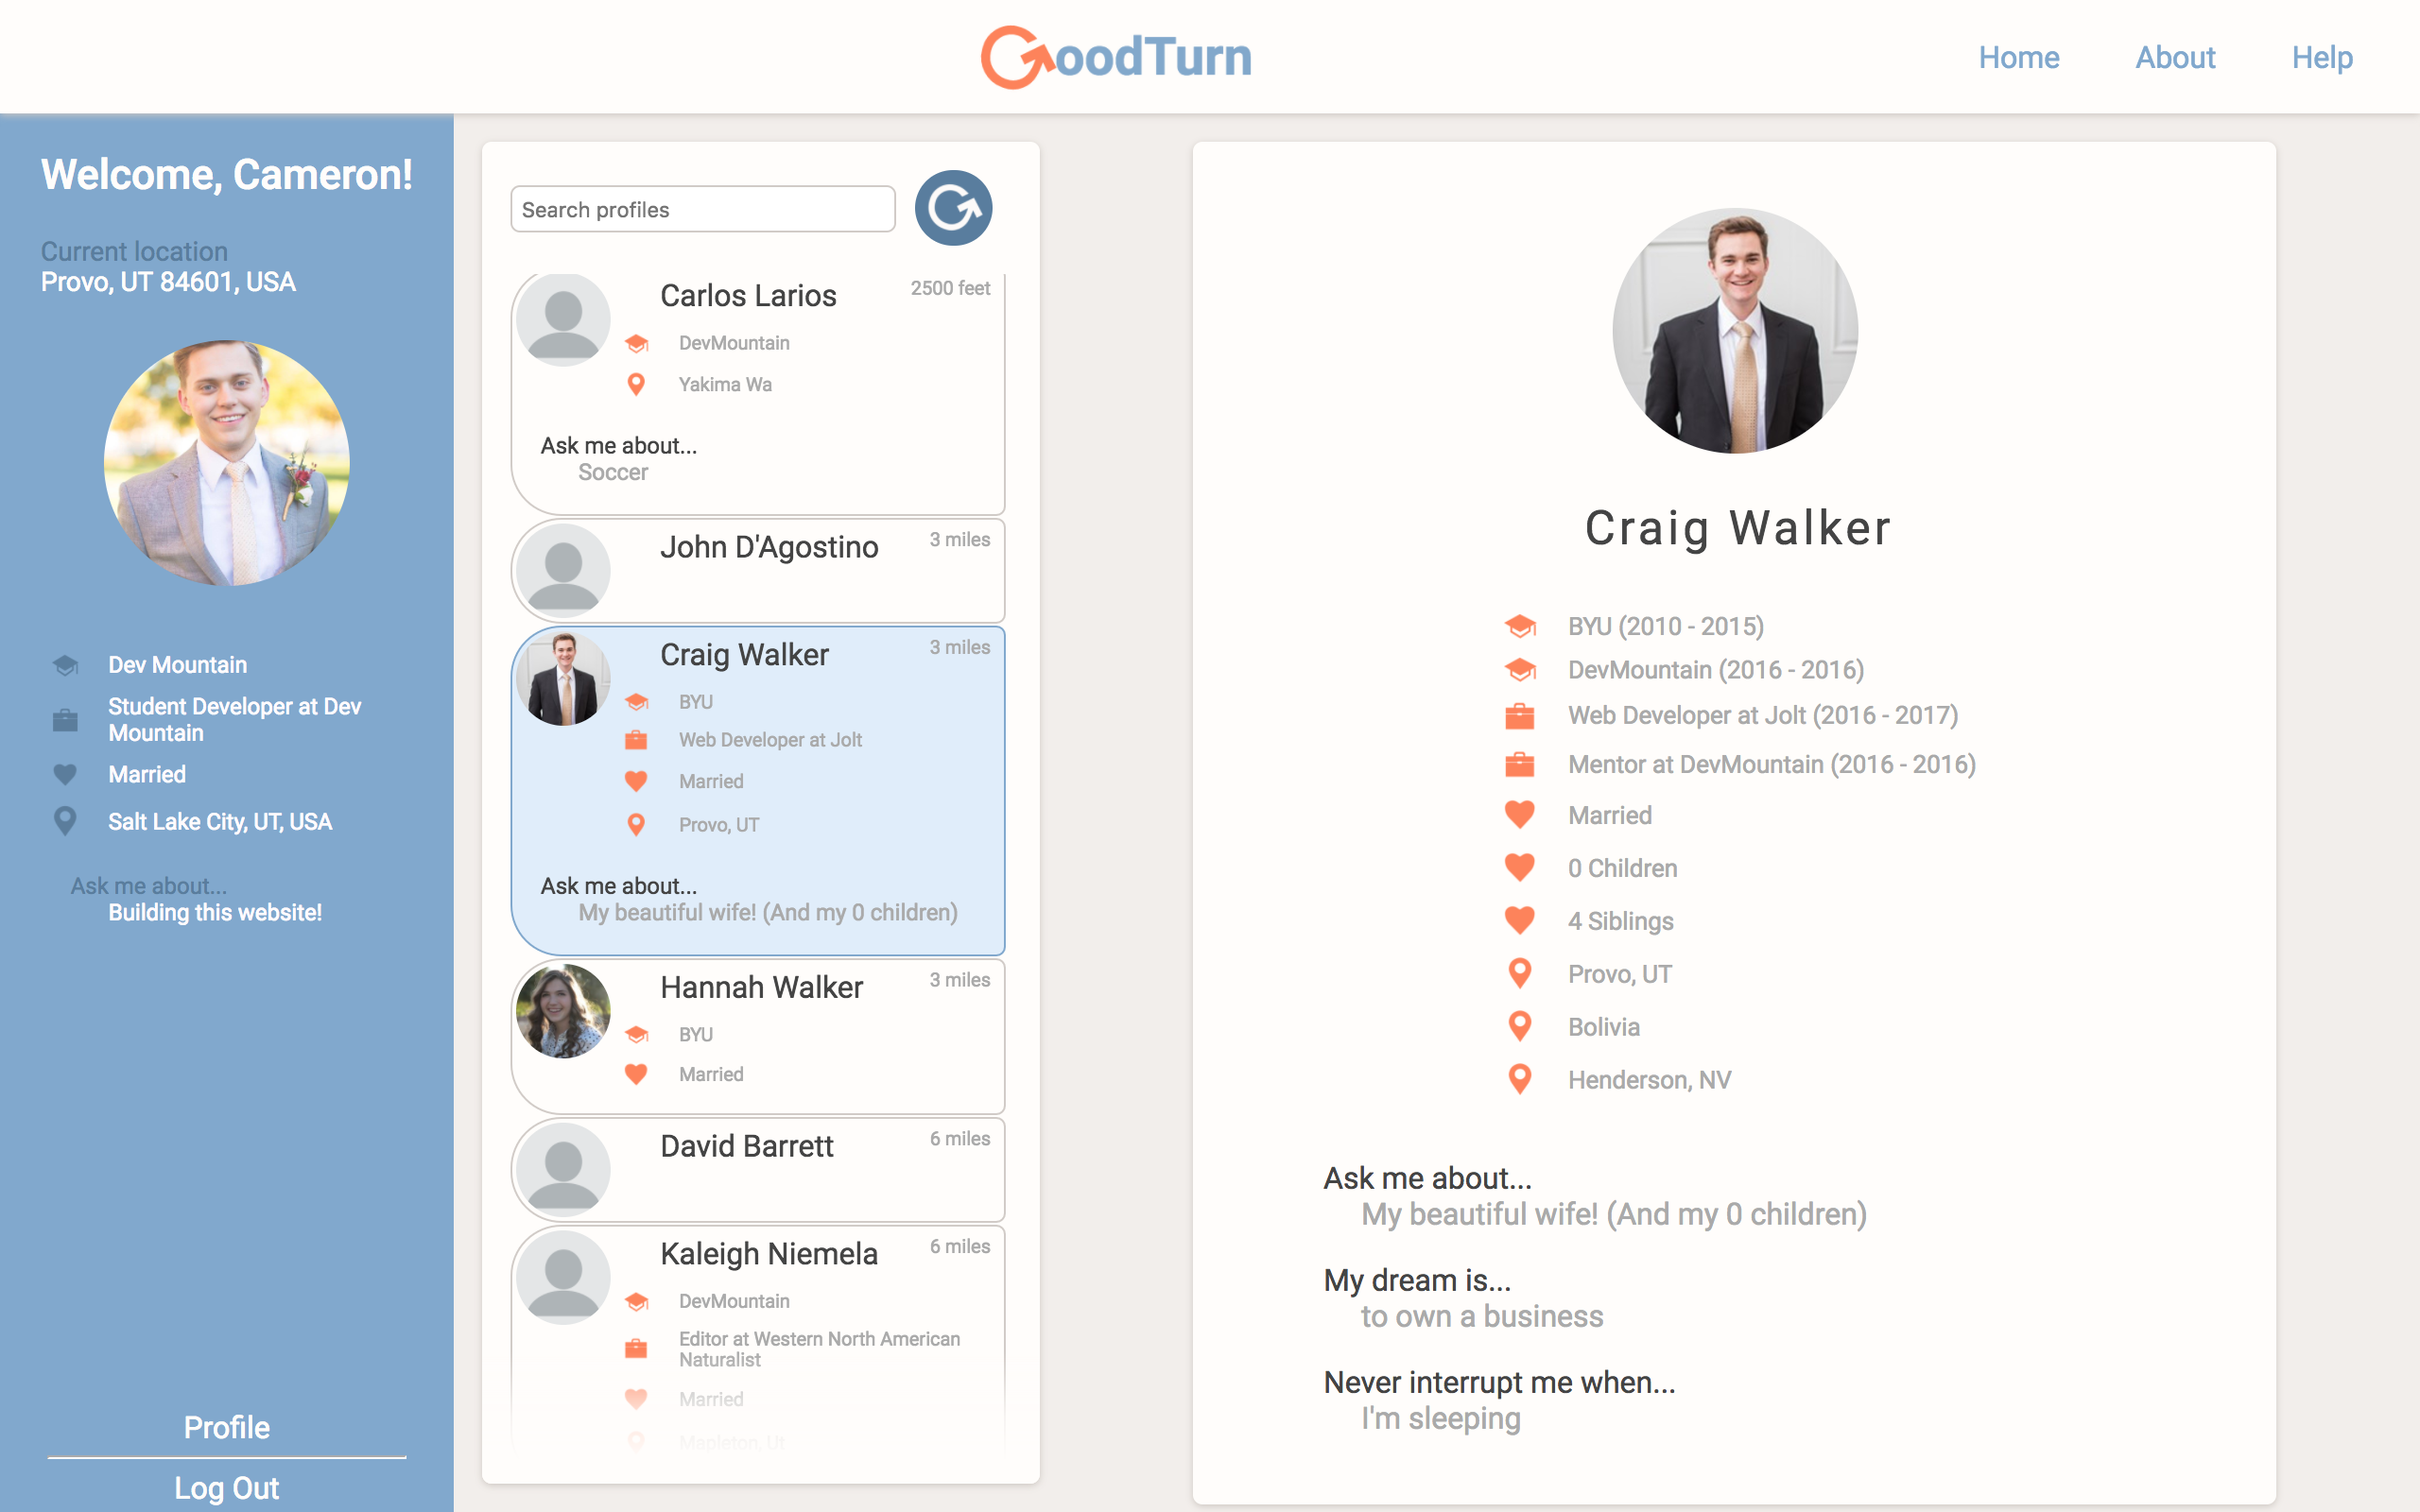 GoodTurn
Home
About
Help
Welcome, Cameron!
Current location
Provo, UT 84601, USA
Dev Mountain
Student Developer at Dev
Mountain
Married
Salt Lake City, UT, USA
Ask me about...
Building this website!
Profile
Log Out
Search profiles
Carlos Larios
2500 feet
DevMountain
Yakima Wa
Ask me about...
Soccer
John D'Agostino
3 miles
Craig Walker
3 miles
BYU
Web Developer at Jolt
Married
Provo, UT
Ask me about...
My beautiful wife! (And my 0 children)
Hannah Walker
3 miles
BYU
Married
David Barrett
6 miles
Kaleigh Niemela
6 miles
DevMountain
Editor at Western North American
Naturalist
Married
Mapleton, Ut
Craig Walker
BYU (2010 - 2015)
DevMountain (2016 - 2016)
Web Developer at Jolt (2016 - 2017)
Mentor at DevMountain (2016 - 2016)
Married
0 Children
4 Siblings
Provo, UT
Bolivia
Henderson, NV
Ask me about...
My beautiful wife! (And my 0 children)
My dream is...
to own a business
Never interrupt me when...
I'm sleeping